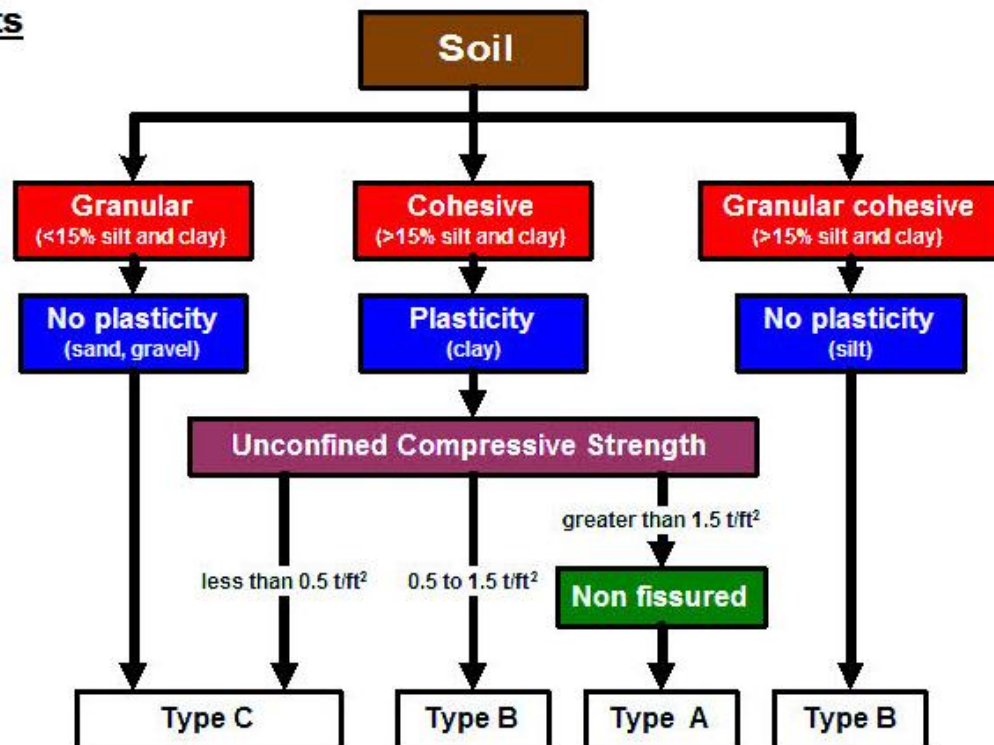 Soil
Granular
(<15% silt and clay)
Cohesive
(>15% silt and clay)
Granular cohesive
(>15% silt and clay)
No plasticity
(sand, gravel)
Plasticity
(clay)
No plasticity
(silt)
Unconfined Compressive Strength
greater than 1.5 t/ft²
less than 0.5 t/ft²
0.5 to 1.5 t/ft²
Non fissured
Type C
Type B
Type A
Type B